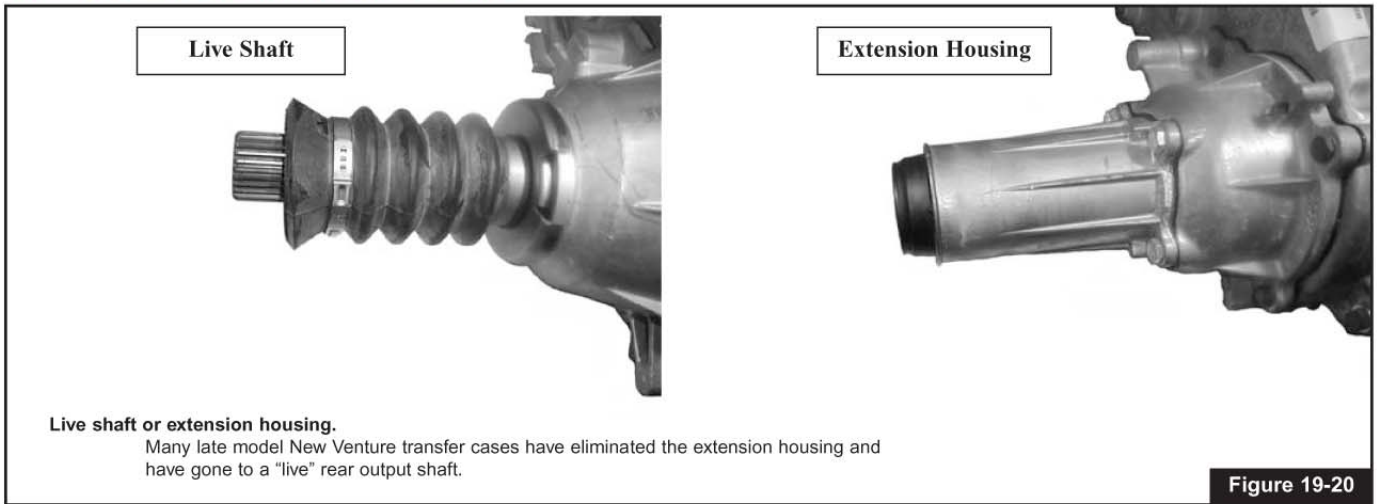 Live Shaft
Extension Housing
Live shaft or extension housing.
Many late model New Venture transfer cases have eliminated the extension housing and
have gone to a “live” rear output shaft.
Figure 19-20